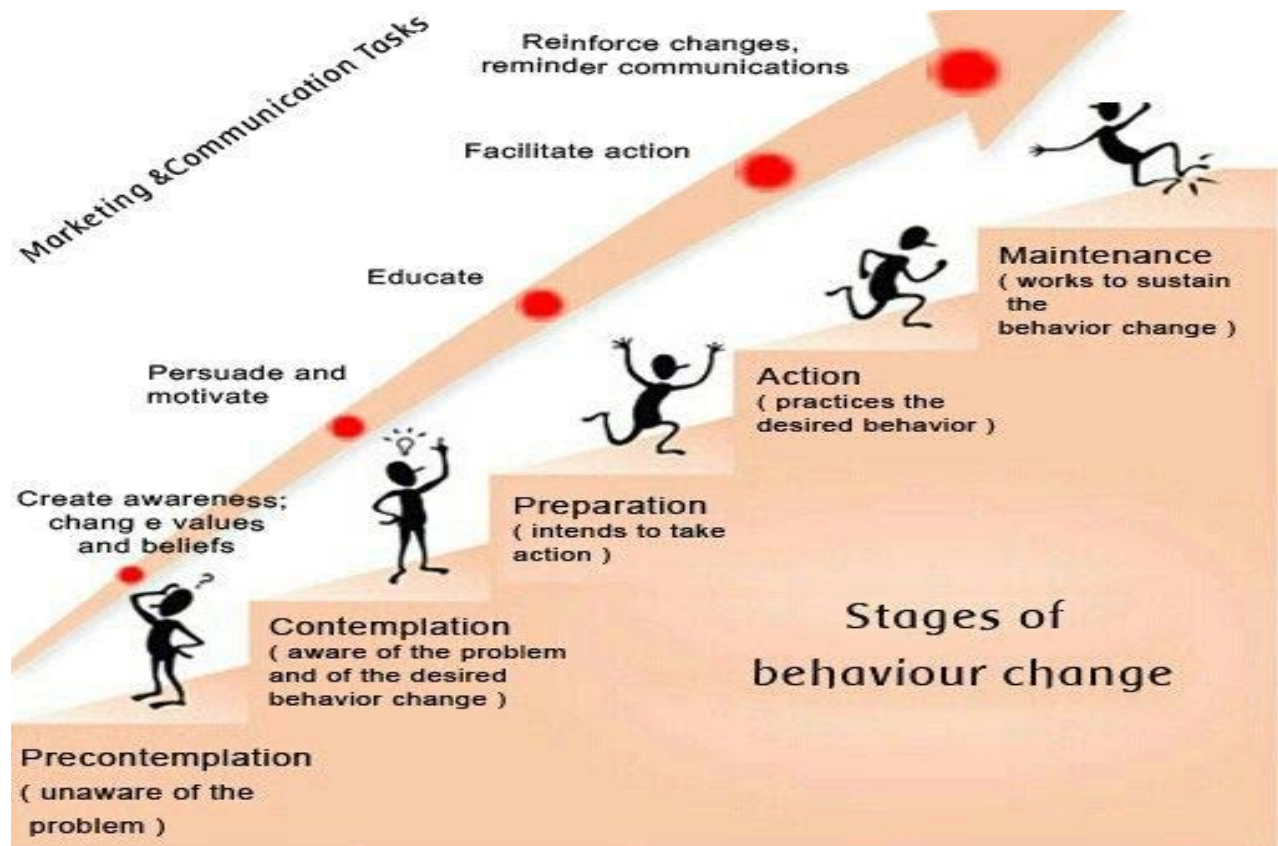 Marketing &Communication Tasks
Reinforce changes,
reminder communications
Facilitate action
Educate
Persuade and
motivate
Create awareness;
chang e values
and beliefs
Maintenance
( works to sustain
the
behavior change )
Action
( practices the
desired behavior )
Preparation
( intends to take
action )
Contemplation
( aware of the problem
and of the desired
behavior change )
Precontemplation
( unaware of the
problem )
Stages of
behaviour change
?